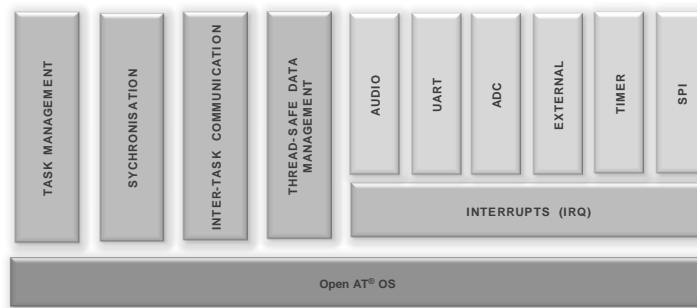 TASK MANAGEMENT
SYCHRONISATION
INTER-TASK COMMUNICATION
THREAD-SAFE DATA
MANAGEMENT
AUDIO
UART
ADC
EXTERNAL
TIMER
SPI
INTERRUPTS (IRQ)
Open AT® OS